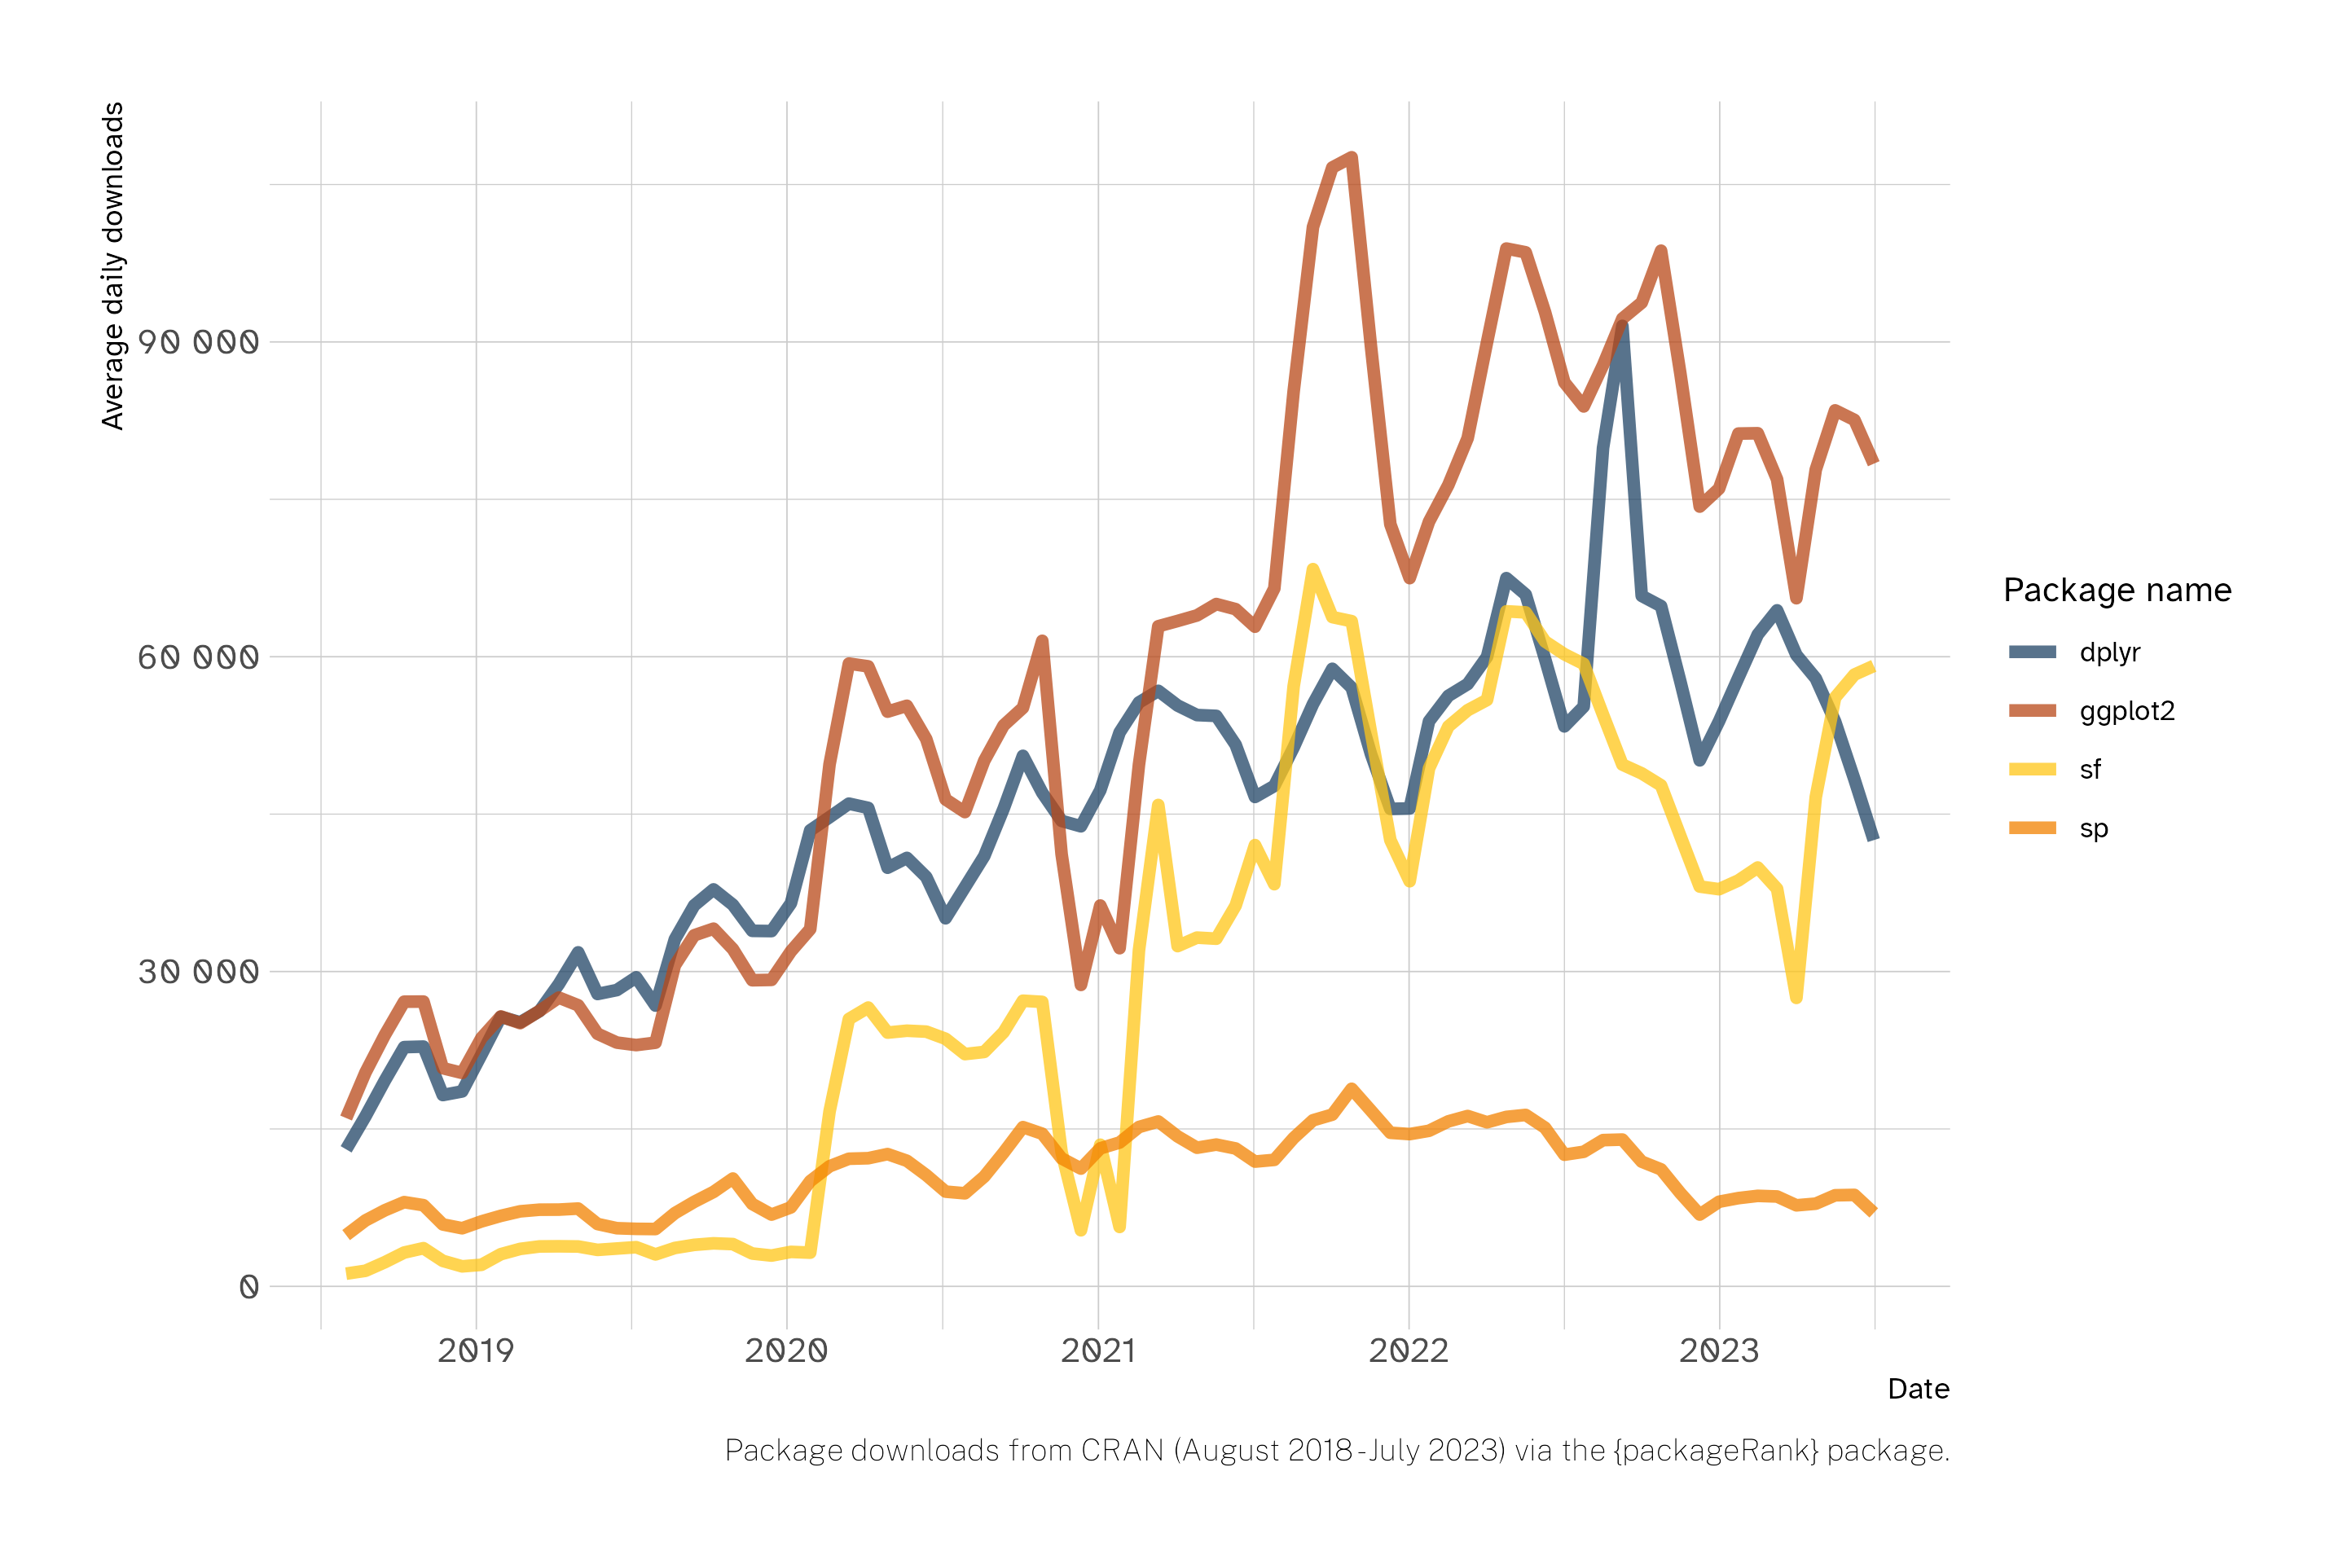 Average daily downloads
90 000
60 000
30 000
0
2019
2020
2021
2022
2023
Date
Package name
dplyr
ggplot2
sf
sp
Package downloads from CRAN (August 2018-July 2023) via the {packageRank} package.